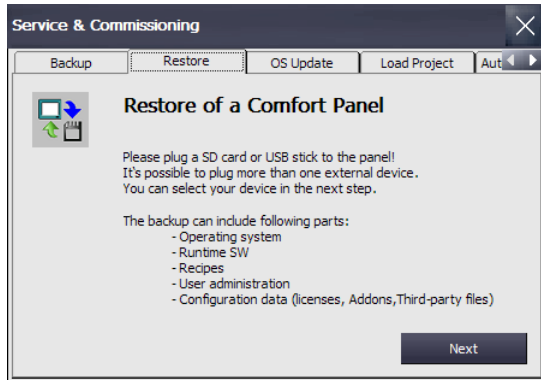 Service & Commissioning
Backup
Restore
OS Update
Load Project
Aut
Restore of a Comfort Panel
Please plug a SD card or USB stick to the panel!
It's possible to plug more than one external device.
You can select your device in the next step.
The backup can include following parts:
- Operating system
- Runtime SW
- Recipes
- User administration
- Configuration data (licenses, Addons,Third-party files)
Next